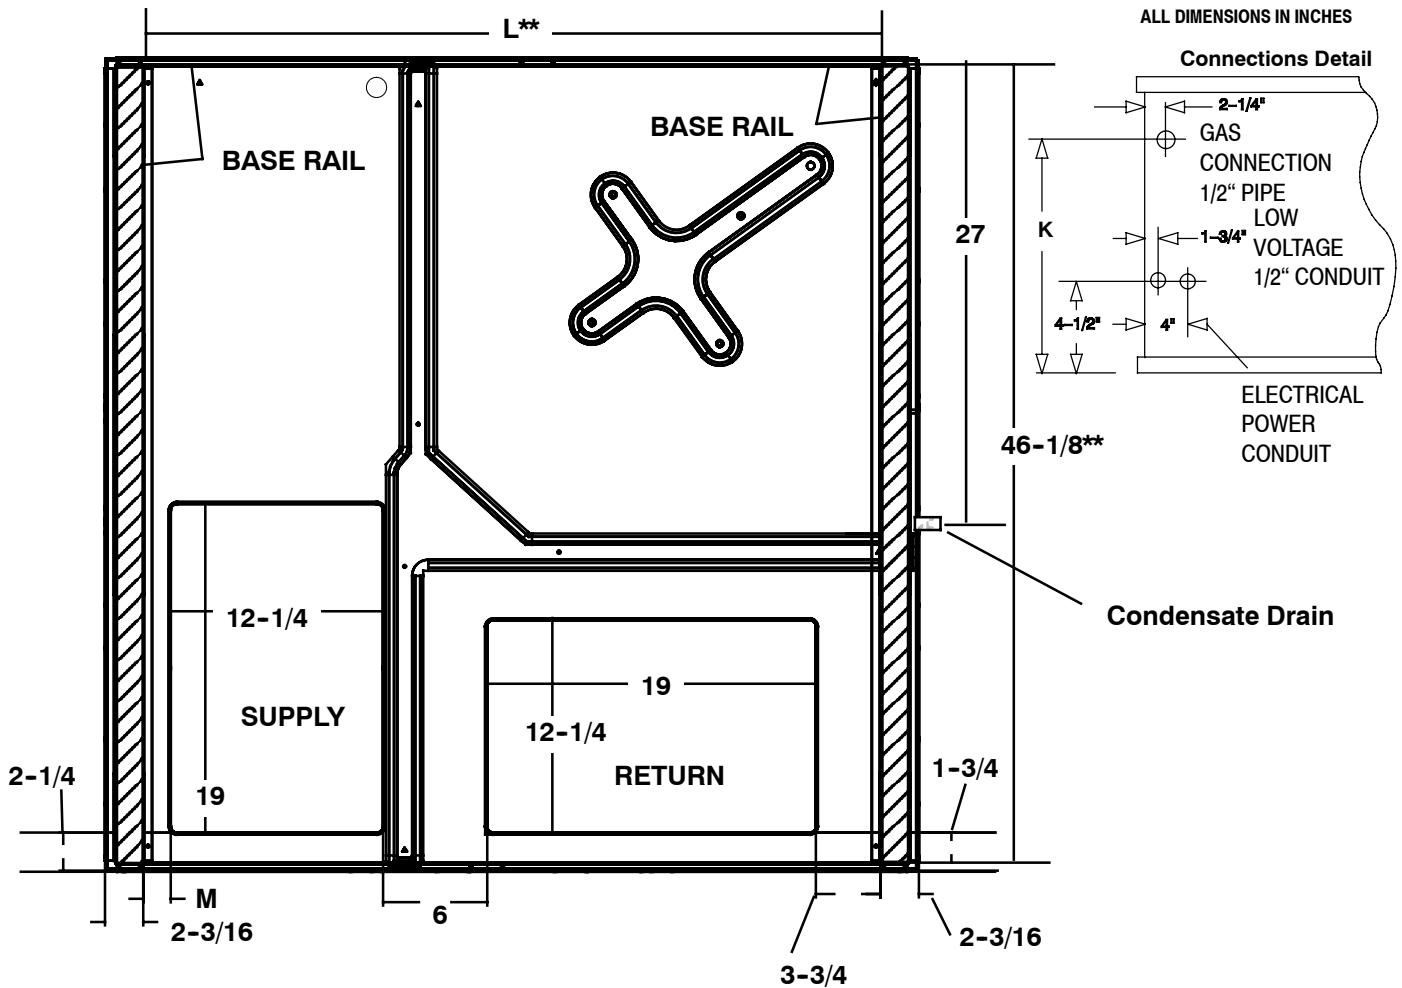 L**
ALL DIMENSIONS IN INCHES
Connections Detail
2-1/4"
GAS
CONNECTION
1/2“ PIPE
LOW
VOLTAGE
1/2“ CONDUIT
1-3/4"
K
4-1/2"
4"
ELECTRICAL
POWER
CONDUIT
BASE RAIL
BASE RAIL
27
46-1/8**
Condensate Drain
12-1/4
SUPPLY
19
19
12-1/4
RETURN
2-1/4
1-3/4
M
2-3/16
6
3-3/4
2-3/16